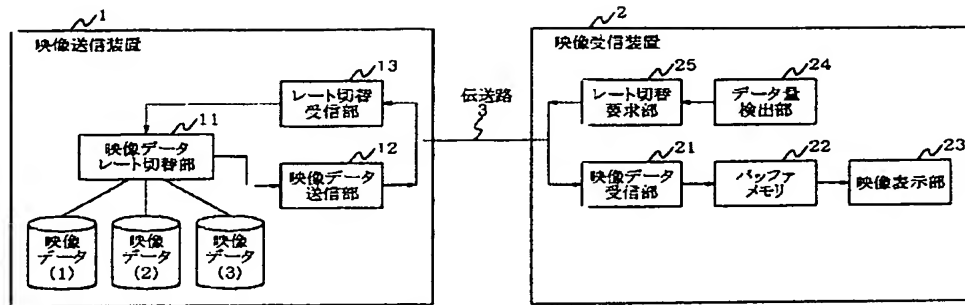 1
映像送信装置
13
レート切替
受信部
11
映像データ
レート切替部
12
映像データ
送信部
映像
データ
(1)
映像
データ
(2)
映像
データ
(3)
伝送路
3
2
映像受信装置
25
レート切替
要求部
24
データ量
検出部
21
映像データ
受信部
22
バッファ
メモリ
23
映像表示部